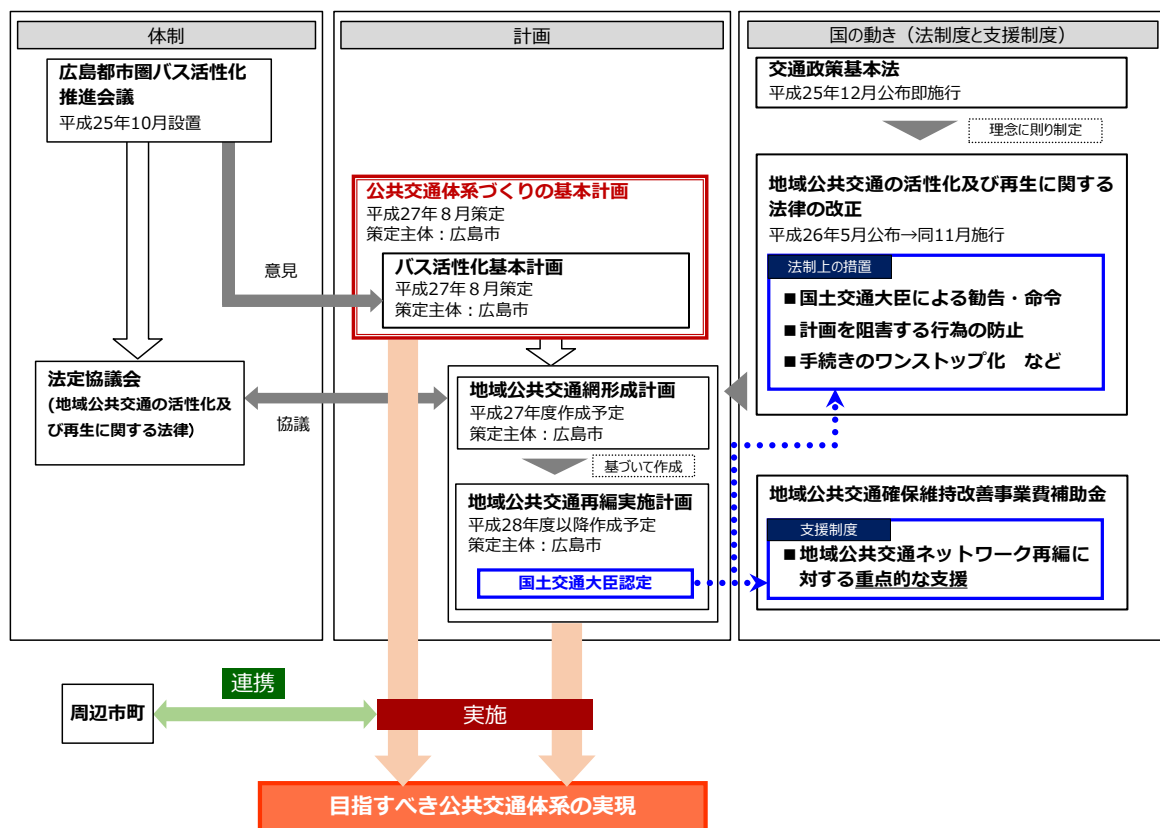 体制
広島都市圏バス活性化
推進会議
平成25年10月設置
意見
法定協議会
(地域公共交通の活性化及
び再生に関する法律)
協議
計画
公共交通体系づくりの基本計画
平成27年8月策定
策定主体：広島市
バス活性化基本計画
平成27年8月策定
策定主体：広島市
地域公共交通網形成計画
平成27年度作成予定
策定主体：広島市
基づいて作成
地域公共交通再編実施計画
平成28年度以降作成予定
策定主体：広島市
国土交通大臣認定
国の動き（法制度と支援制度）
交通政策基本法
平成25年12月公布即施行
理念に則り制定
地域公共交通の活性化及び再生に関する
法律の改正
平成26年5月公布→同11月施行
法制上の措置
■国土交通大臣による勧告・命令
■計画を阻害する行為の防止
■手続きのワンストップ化　など
地域公共交通確保維持改善事業費補助金
支援制度
■地域公共交通ネットワーク再編に
対する重点的な支援
周辺市町
連携
実施
目指すべき公共交通体系の実現